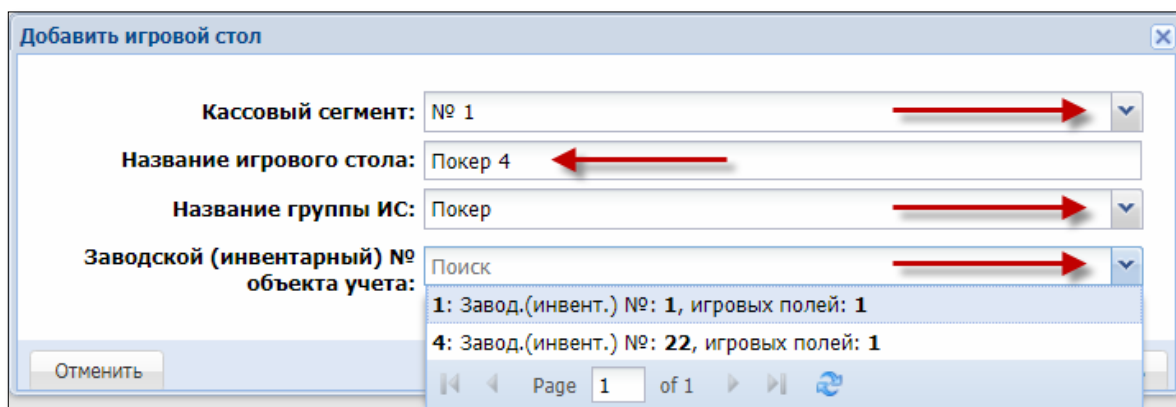 Добавить игровой стол
Кассовый сегмент: № 1
Название игрового стола: Покер 4
Название группы ИС: Покер
Заводской (инвентарный) №
объекта учета:
Поиск
1: Завод.(инвент.) №: 1, игровых полей: 1
4: Завод.(инвент.) №: 22, игровых полей: 1
Отменить
Page 1 of 1